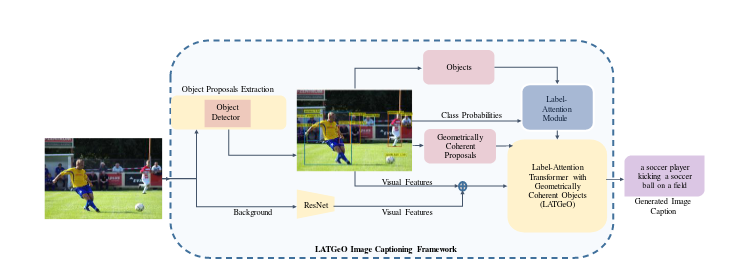 Object Proposals Extraction
Object
Detector
Objects
Class Probabilities
Label-
Attention
Module
Geometrically
Coherent
Proposals
Label-Attention
Transformer with
Geometrically
Coherent Objects
(LATGeO)
a soccer player
kicking a soccer
ball on a field
Generated Image
Caption
Visual Features
ResNet
Background
Visual Features
LATGeO Image Captioning Framework